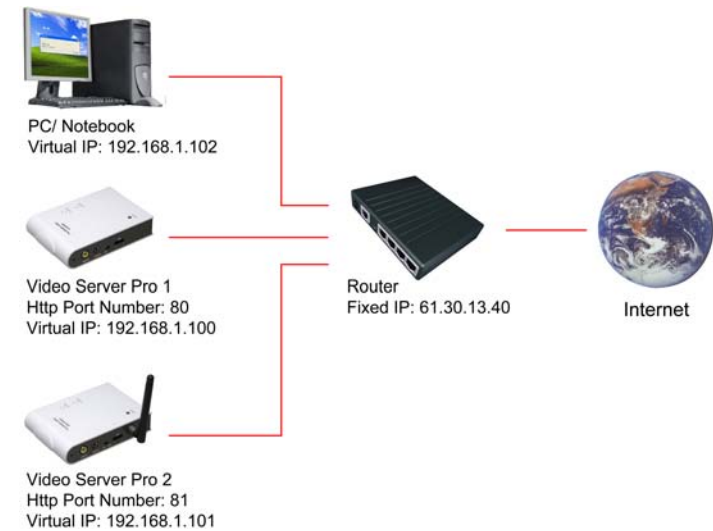 PC/ Notebook
Virtual IP: 192.168.1.102
Video Server Pro 1
Http Port Number: 80
Virtual IP: 192.168.1.100
Router
Fixed IP: 61.30.13.40
Internet
Video Server Pro 2
Http Port Number: 81
Virtual IP: 192.168.1.101